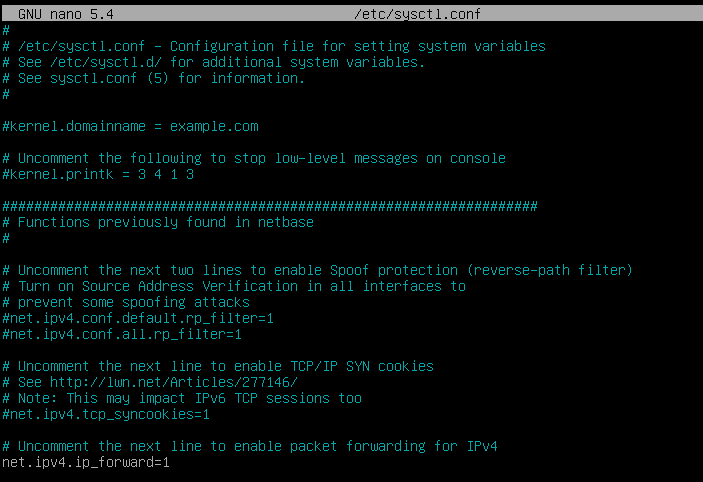 GNU nano 5.4 /etc/sysctl.conf
#
# /etc/sysctl.conf - Configuration file for setting system variables
# See /etc/sysctl.d/ for additional system variables.
# See sysctl.conf (5) for information.
#
#kernel.domainname = example.com
# Uncomment the following to stop low-level messages on console
#kernel.printk = 3 4 1 3
###################################################################
# Functions previously found in netbase
#
# Uncomment the next two lines to enable Spoof protection (reverse-path filter)
# Turn on Source Address Verification in all interfaces to
# prevent some spoofing attacks
#net.ipv4.conf.default.rp_filter=1
#net.ipv4.conf.all.rp_filter=1
# Uncomment the next line to enable TCP/IP SYN cookies
# See http://lwn.net/Articles/277146/
# Note: This may impact IPv6 TCP sessions too
#net.ipv4.tcp_syncookies=1
# Uncomment the next line to enable packet forwarding for IPv4
net.ipv4.ip_forward=1